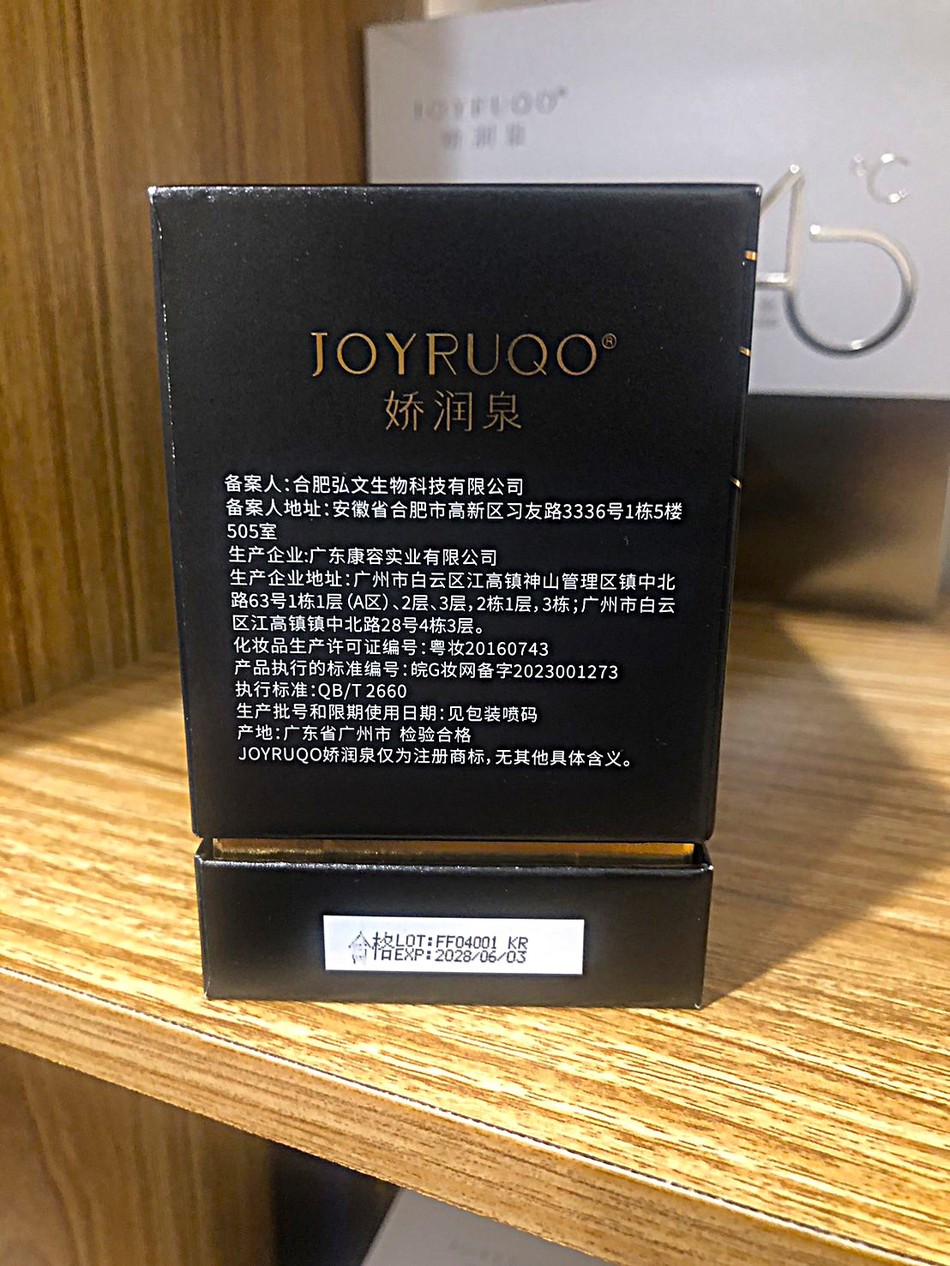 JOYRUQO®
娇润泉
5℃
JOYRUQO®
娇润泉
备案人:合肥弘文生物科技有限公司
备案人地址:安徽省合肥市高新区习友路3336号1栋5楼
505室
生产企业:广东康容实业有限公司
生产企业地址:广州市白云区江高镇神山管理区镇中北
路63号1栋1层(A区)、2层、3层,2栋1层,3栋;广州市白云
区江高镇镇中北路28号4栋3层。
化妆品生产许可证编号:粤妆20160743
产品执行的标准编号:皖G妆网备字2023001273
执行标准:QB/T 2660
生产批号和限期使用日期:见包装喷码
产地:广东省广州市 检验合格
JOYRUQO娇润泉仅为注册商标,无其他具体含义。
合格LOT:FF04001 KR
EXP:2028/06/03